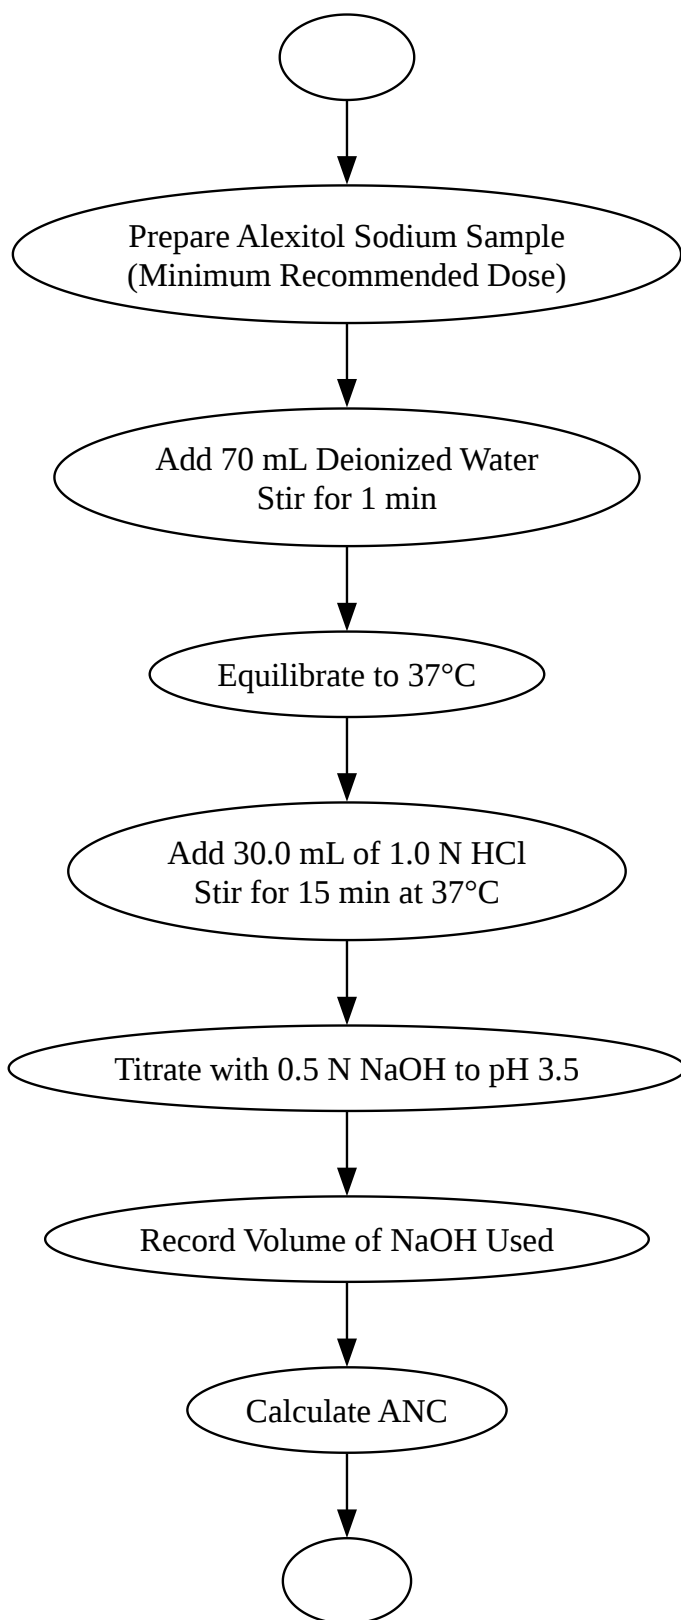 Prepare Alexitol Sodium Sample
(Minimum Recommended Dose)
Add 70 mL Deionized Water
Stir for 1 min
Equilibrate to 37°C
Add 30.0 mL of 1.0 N HCl
Stir for 15 min at 37°C
Titrate with 0.5 N NaOH to pH 3.5
Record Volume of NaOH Used
Calculate ANC